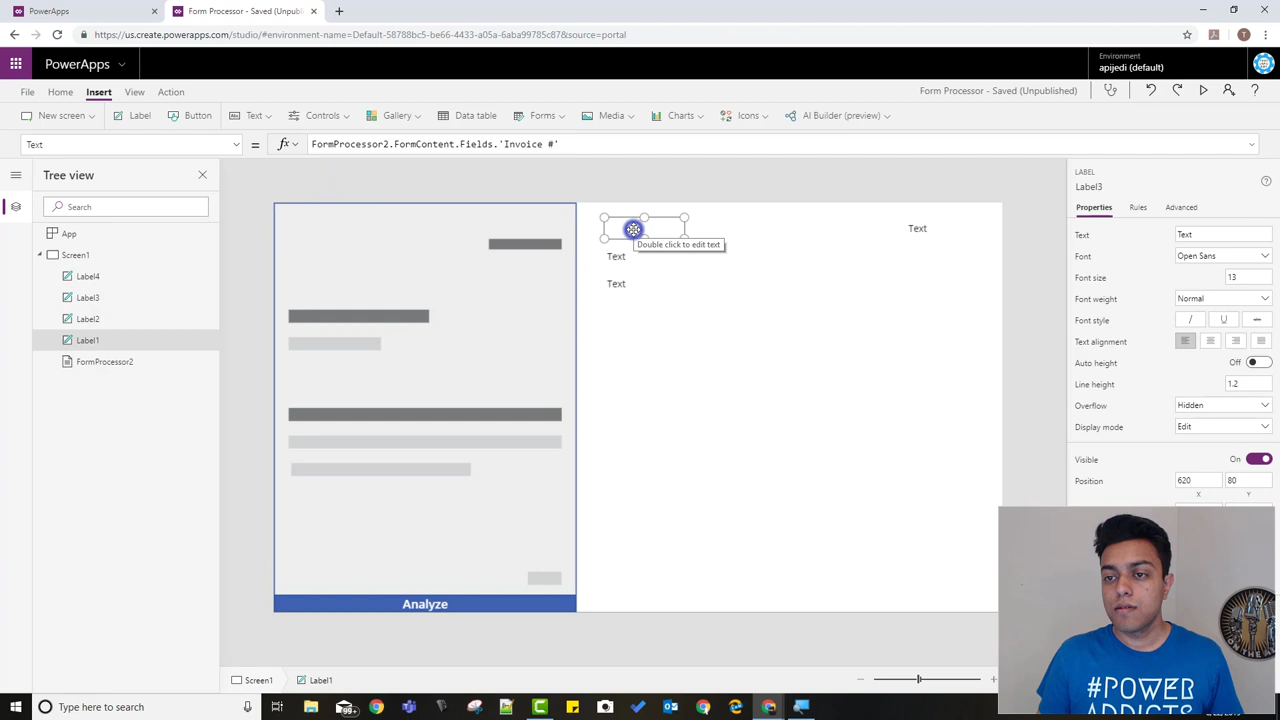 PowerApps
Form Processor - Saved (Unpublis
https://us.create.powerapps.com/studio/#environment-name=Default-58788bc5-be66-4433-a05a-6aba99785c87&source=portal
T
PowerApps
Environment
apijedi (default)
File Home Insert View Action
Form Processor - Saved (Unpublished)
New screen Label Button Text Controls Gallery Data table Forms Media Charts Icons AI Builder (preview)
Text = fx FormProcessor2.FormContent.Fields.'Invoice #'
Tree view
Search
App
Screen1
Label4
Label3
Label2
Label1
FormProcessor2
Double click to edit text
Text
Text
Text
Analyze
LABEL
Label3
Properties Rules Advanced
Text Text
Font Open Sans
Font size 13
Font weight Normal
Font style / U
Text alignment
Auto height Off
Line height 1.2
Overflow Hidden
Display mode Edit
Visible On
Position 620 80
X Y
Screen1 Label1
#POWER
ADDICTS
Type here to search
99+